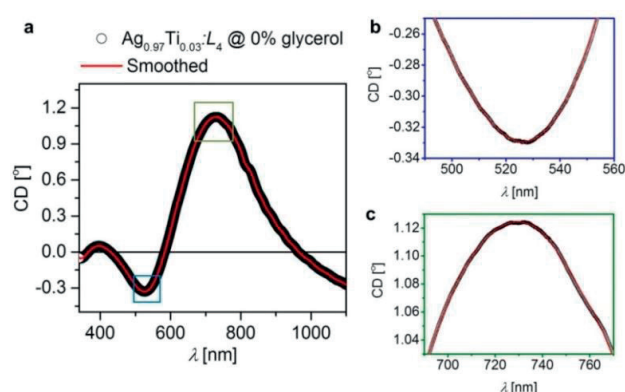 a
○ Ag0.97Ti0.03:L4 @ 0% glycerol
Smoothed
CD [°]
1.2
0.9
0.6
0.3
0.0
-0.3
400 600 800 1000
λ [nm]
b
CD [°]
-0.26
-0.28
-0.30
-0.32
-0.34
500 520 540 560
λ [nm]
c
CD [°]
1.12
1.10
1.08
1.06
1.04
700 720 740 760
λ [nm]